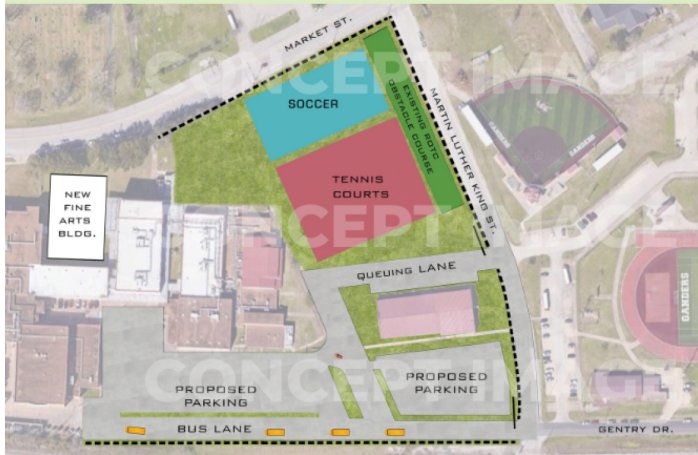 MARKET ST.
CONCEPT IMAGE
SOCCER
EXISTING ROTC
OBSTACLE COURSE
MARTIN LUTHER KING ST.
GANDERS
TENNIS
COURTS
NEW
FINE
ARTS
BLDG.
CONCEPT IMAGE
QUEUING LANE
GANDERS
CONCEPT IMAGE
PROPOSED
PARKING
PROPOSED
PARKING
BUS LANE
GENTRY DR.